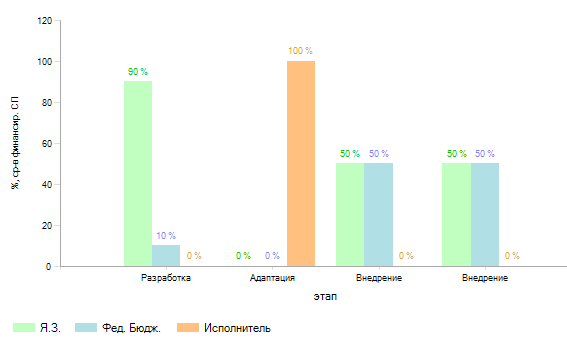 120
100
80
60
40
20
0
%, ср-в финансир. СП
90 %
10 %
0 %
0 %
0 %
100 %
50 %
50 %
0 %
50 %
50 %
0 %
Разработка
Адаптация
Внедрение
Внедрение
этап
Я.З.
Фед. Бюдж.
Исполнитель